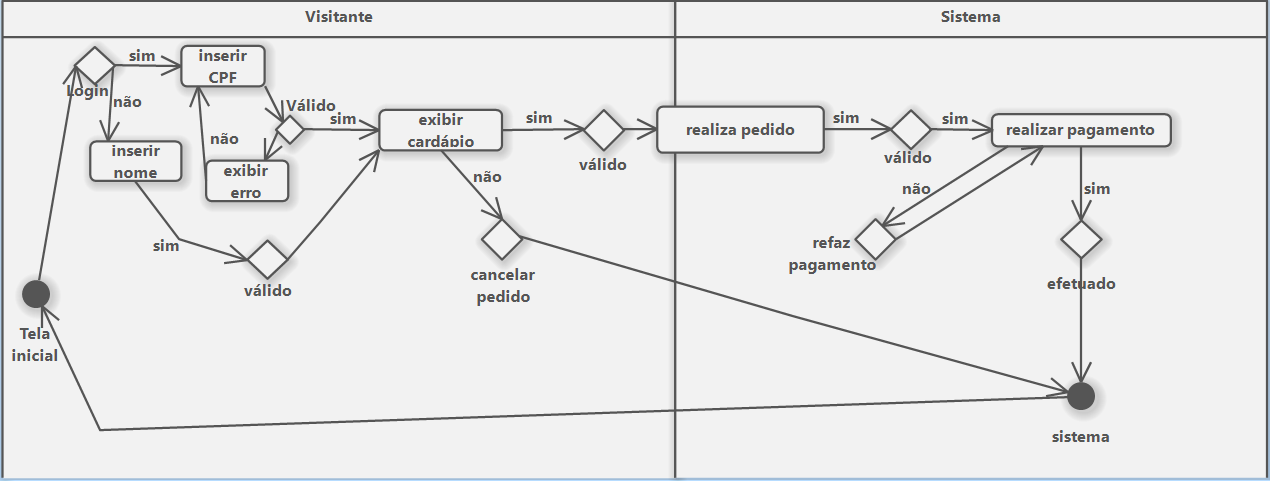 Visitante
Sistema
Login
sim
inserir
CPF
não
inserir
nome
Válido
sim
não
exibir
erro
sim
válido
exibir
cardápio
sim
válido
não
cancelar
pedido
realiza pedido
sim
válido
sim
realizar pagamento
não
refaz
pagamento
sim
efetuado
Tela
inicial
sistema